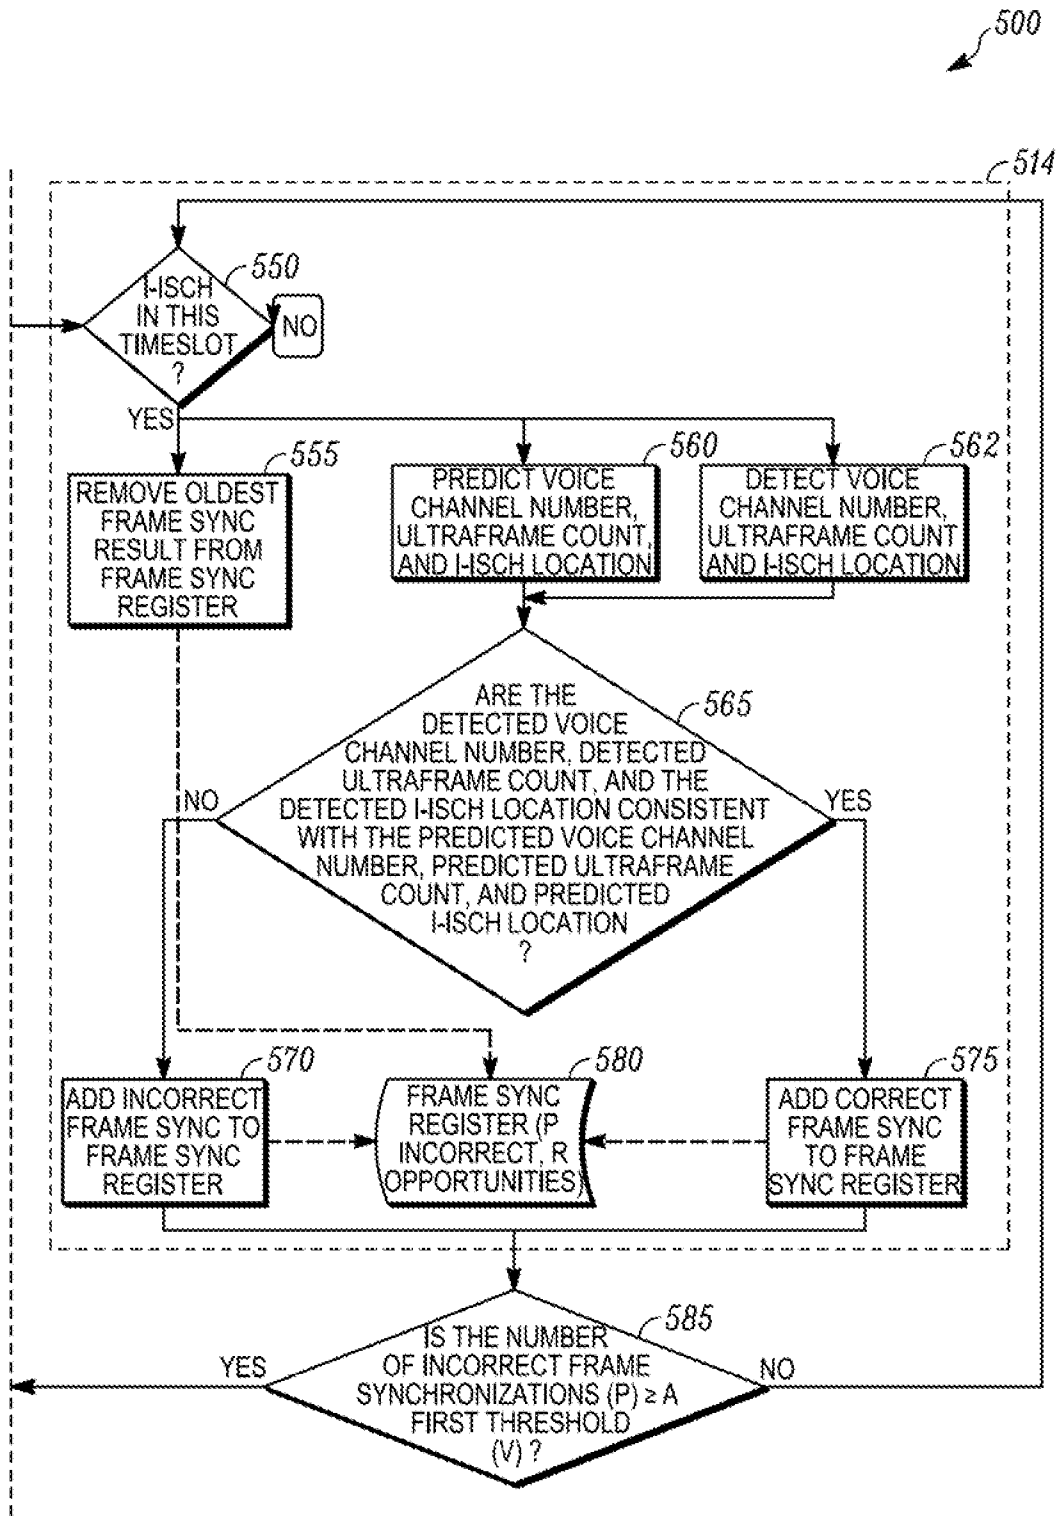 500
514
550
I-ISCH
IN THIS
TIMESLOT
?
NO
YES
555
REMOVE OLDEST
FRAME SYNC
RESULT FROM
FRAME SYNC
REGISTER
560
PREDICT VOICE
CHANNEL NUMBER,
ULTRAFRAME COUNT,
AND I-ISCH LOCATION
562
DETECT VOICE
CHANNEL NUMBER,
ULTRAFRAME COUNT
AND I-ISCH LOCATION
565
ARE THE
DETECTED VOICE
CHANNEL NUMBER, DETECTED
ULTRAFRAME COUNT, AND THE
DETECTED I-ISCH LOCATION CONSISTENT
WITH THE PREDICTED VOICE CHANNEL
NUMBER, PREDICTED ULTRAFRAME
COUNT, AND PREDICTED
I-ISCH LOCATION
?
NO
YES
570
ADD INCORRECT
FRAME SYNC TO
FRAME SYNC
REGISTER
580
FRAME SYNC
REGISTER (P
INCORRECT, R
OPPORTUNITIES)
575
ADD CORRECT
FRAME SYNC
TO FRAME
SYNC REGISTER
585
IS THE NUMBER
OF INCORRECT FRAME
SYNCHRONIZATIONS (P) ≥ A
FIRST THRESHOLD
(V) ?
YES
NO